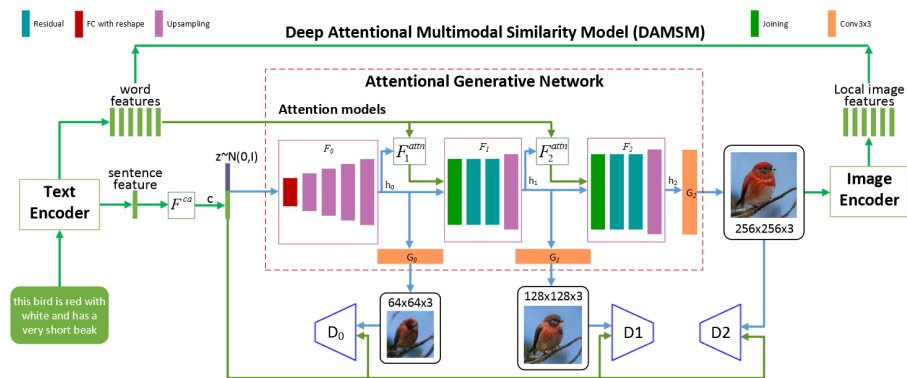 Residual
FC with reshape
Upsampling
Joining
Conv3x3
Deep Attentional Multimodal Similarity Model (DAMSM)
Attentional Generative Network
word
features
Local image
features
Attention models
z~N(0,I)
F0
F1attn
F1
F2attn
F2
sentence
feature
Text
Encoder
Fca
c
h0
h1
h2
G2
Image
Encoder
256x256x3
G0
G1
this bird is red with
white and has a
very short beak
64x64x3
128x128x3
D0
D1
D2